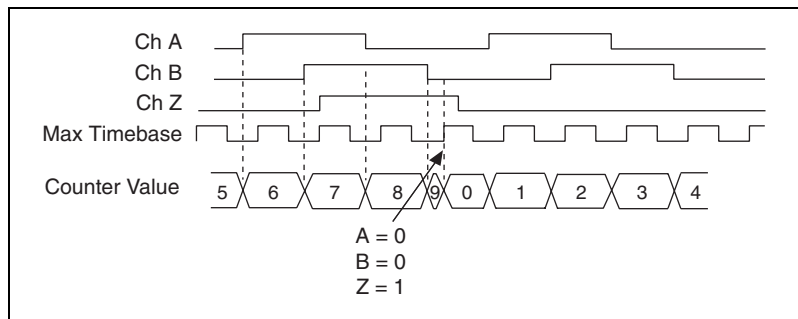 Ch A
Ch B
Ch Z
Max Timebase
Counter Value 5 6 7 8 9 0 1 2 3 4
A = 0
B = 0
Z = 1